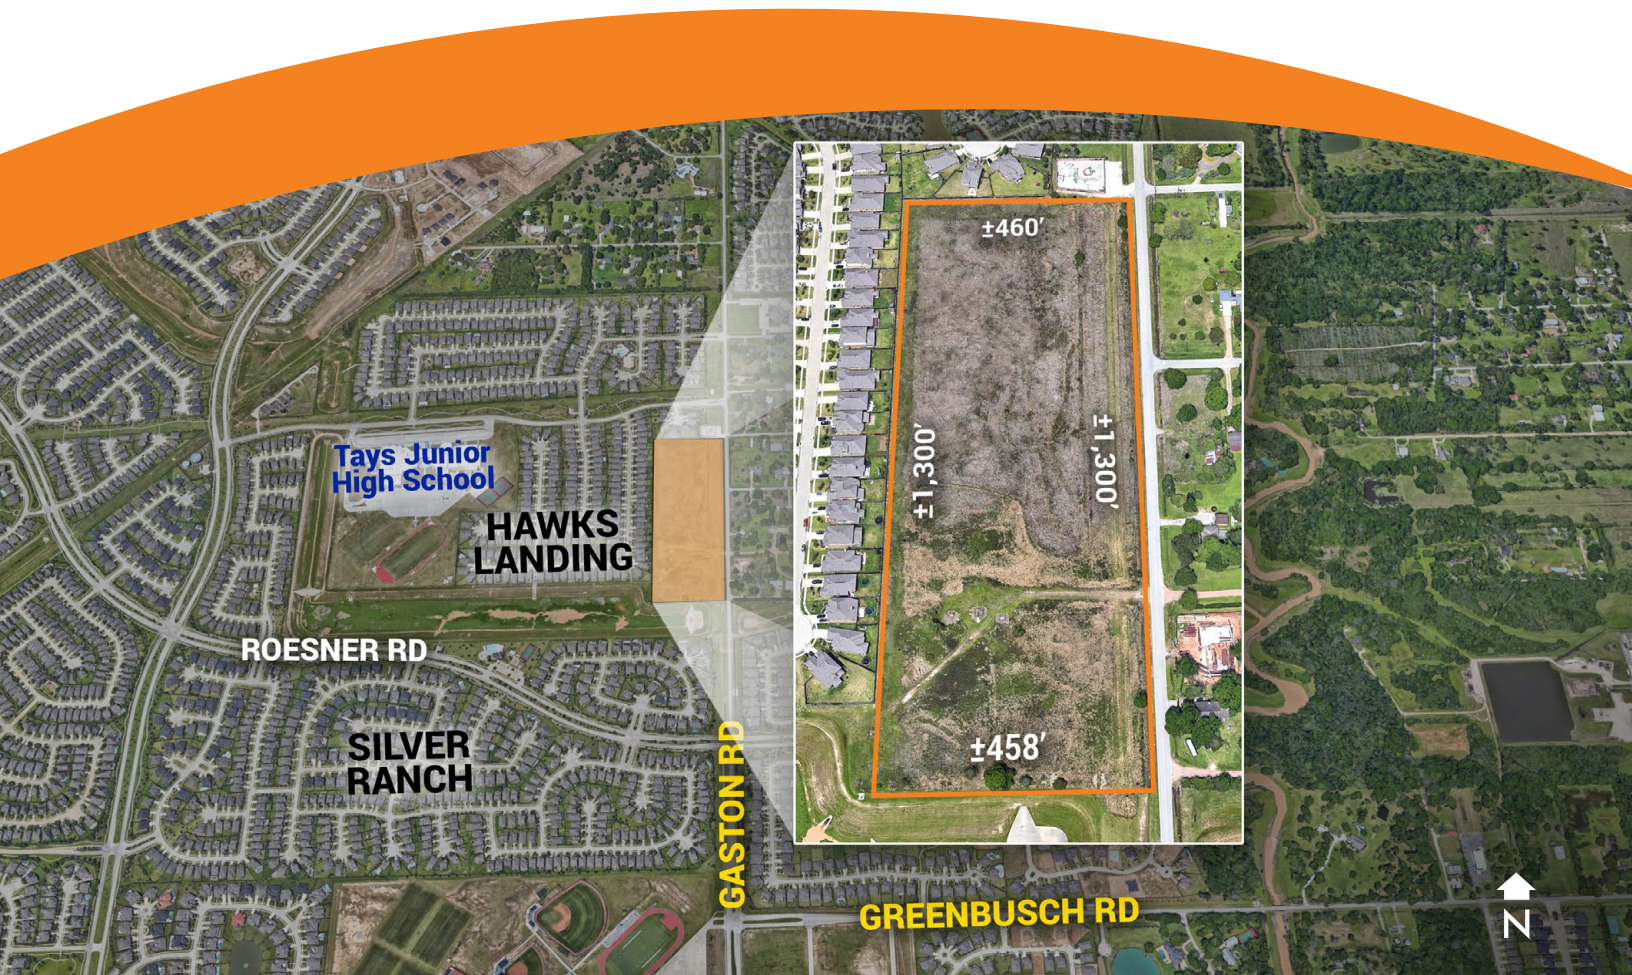 ±460’
±1,300’
±1,300’
Tays Junior
High School
HAWKS
LANDING
ROESNER RD
SILVER
RANCH
±458’
GASTON RD
GREENBUSCH RD
N